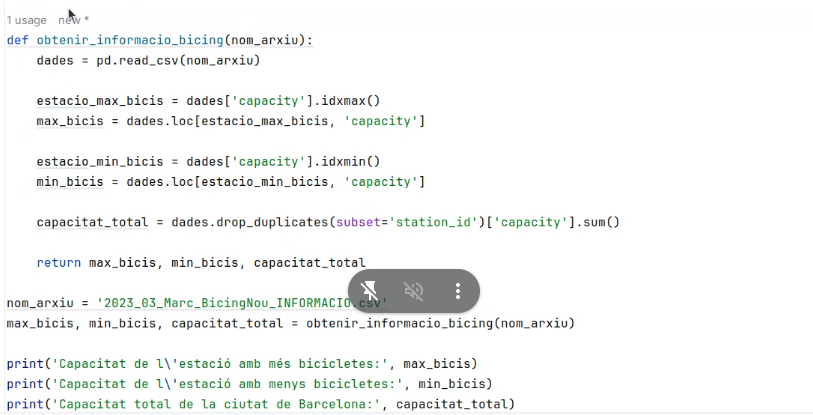 1 usage new *
def obtenir_informacio_bicing(nom_arxiu):
dades = pd.read_csv(nom_arxiu)
estacio_max_bicis = dades['capacity'].idxmax()
max_bicis = dades.loc[estacio_max_bicis, 'capacity']
estacio_min_bicis = dades['capacity'].idxmin()
min_bicis = dades.loc[estacio_min_bicis, 'capacity']
capacitat_total = dades.drop_duplicates(subset='station_id')['capacity'].sum()
return max_bicis, min_bicis, capacitat_total
nom_arxiu = '2023_03_Marc_BicingNou_INFORMACIO.csv'
max_bicis, min_bicis, capacitat_total = obtenir_informacio_bicing(nom_arxiu)
print('Capacitat de l\'estació amb més bicicletes:', max_bicis)
print('Capacitat de l\'estació amb menys bicicletes:', min_bicis)
print('Capacitat total de la ciutat de Barcelona:', capacitat_total)